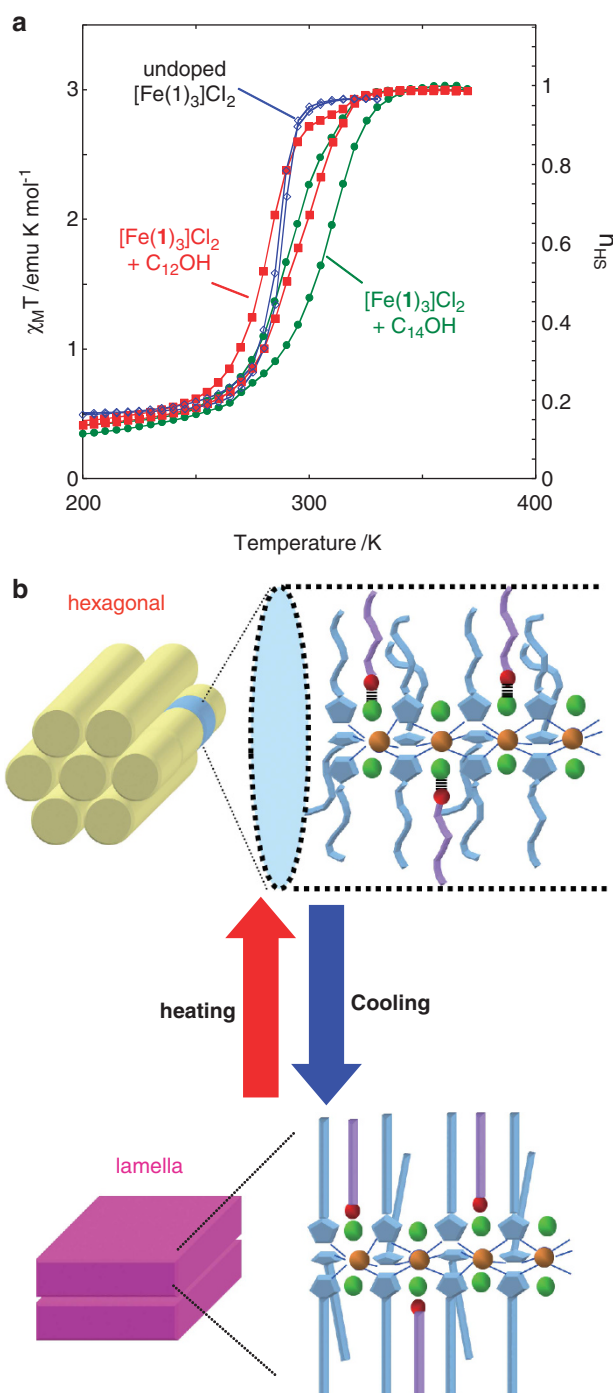 a
undoped
[Fe(1)₃]Cl₂
[Fe(1)₃]Cl₂
+ C₁₂OH
[Fe(1)₃]Cl₂
+ C₁₄OH
3
2
1
0
χ_MT /emu K mol⁻¹
1
0.8
0.6
0.4
0.2
0
n_HS
200
300
400
Temperature /K
b
hexagonal
heating
Cooling
lamella